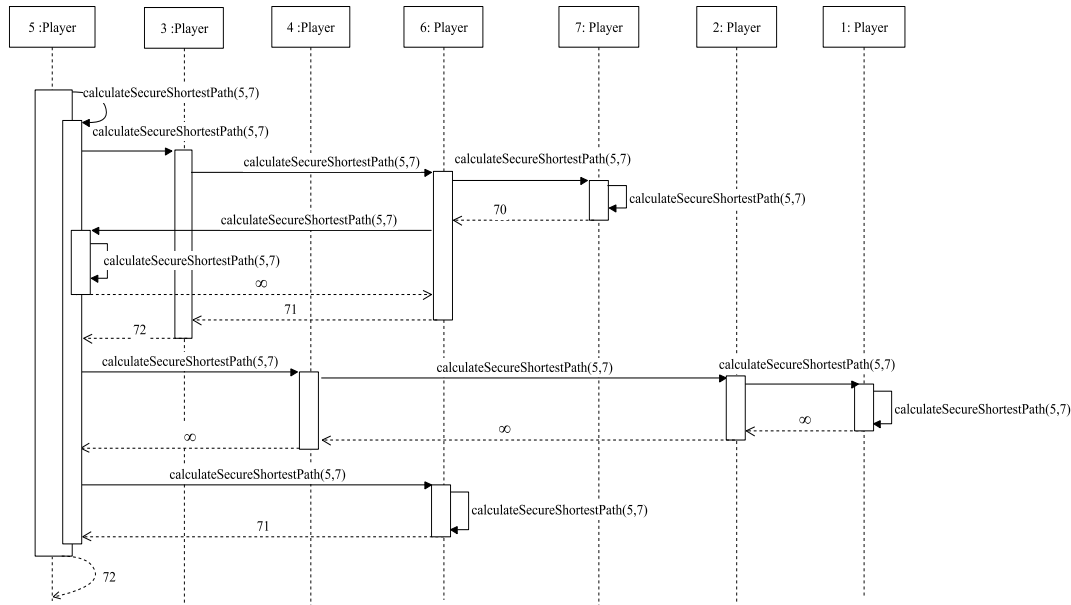 5 :Player
3 :Player
4 :Player
6: Player
7: Player
2: Player
1: Player
calculateSecureShortestPath(5,7)
calculateSecureShortestPath(5,7)
calculateSecureShortestPath(5,7)
calculateSecureShortestPath(5,7)
calculateSecureShortestPath(5,7)
70
calculateSecureShortestPath(5,7)
calculateSecureShortestPath(5,7)
∞
71
72
calculateSecureShortestPath(5,7)
calculateSecureShortestPath(5,7)
calculateSecureShortestPath(5,7)
calculateSecureShortestPath(5,7)
∞
∞
∞
calculateSecureShortestPath(5,7)
calculateSecureShortestPath(5,7)
71
72